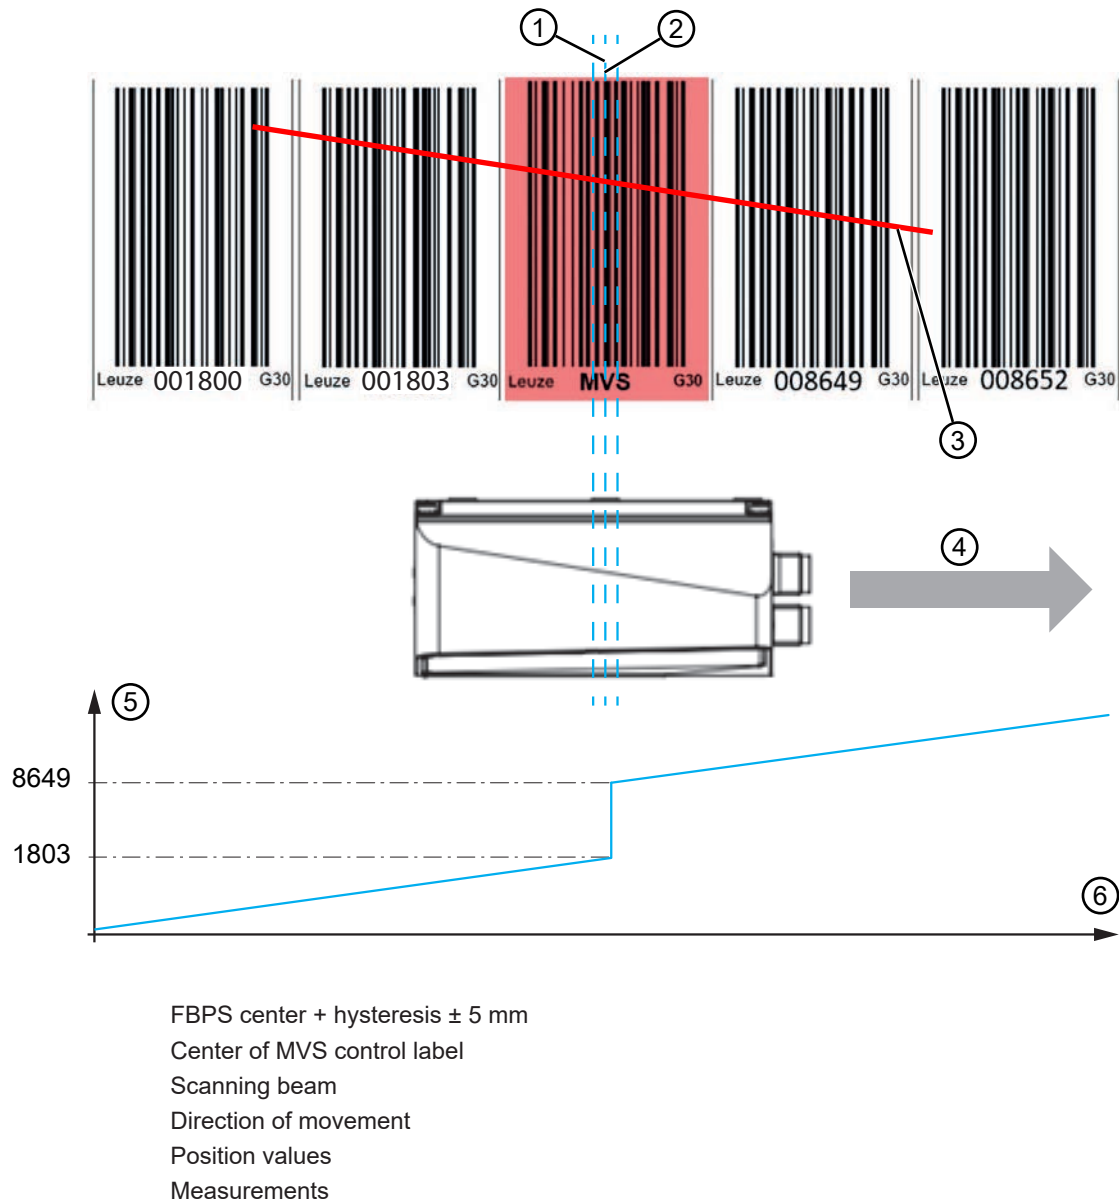 1 2
Leuze 001800 G30 Leuze 001803 G30 Leuze MVS G30 Leuze 008649 G30 Leuze 008652 G30
3
4
5
8649
1803
6
FBPS center + hysteresis ± 5 mm
Center of MVS control label
Scanning beam
Direction of movement
Position values
Measurements